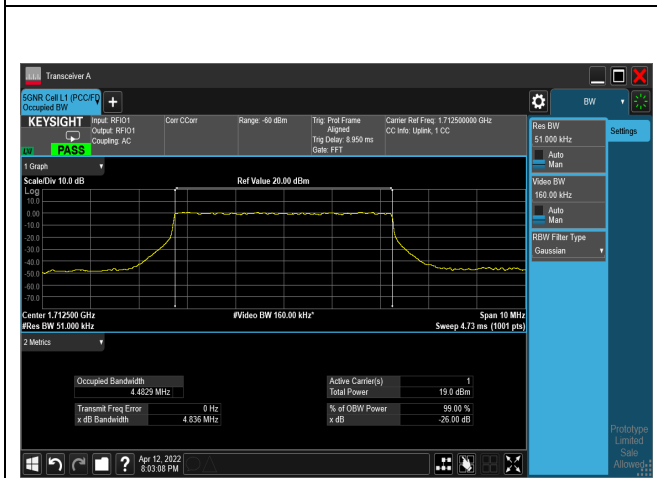 Transceiver A
5GNR Cell L1 (PCC/FD
Occupied BW
BW
KEYSIGHT
Input: RFIO1
Output: RFIO1
Coupling: AC
Corr CCorr
Range: -60 dBm
Trig: Prot Frame
Aligned
Trig Delay: 8.950 ms
Gate: FFT
Carrier Ref Freq: 1.712500000 GHz
CC Info: Uplink, 1 CC
LXI
PASS
Res BW
51.000 kHz
Auto
Man
Settings
Video BW
160.00 kHz
Auto
Man
RBW Filter Type
Gaussian
1 Graph
Scale/Div 10.0 dB
Ref Value 20.00 dBm
Log
10.0
0.00
-10.0
-20.0
-30.0
-40.0
-50.0
-60.0
-70.0
Center 1.712500 GHz
#Video BW 160.00 kHz*
Span 10 MHz
#Res BW 51.000 kHz
Sweep 4.73 ms (1001 pts)
2 Metrics
Occupied Bandwidth
4.4829 MHz
Active Carrier(s) 1
Total Power 19.0 dBm
Transmit Freq Error 0 Hz
x dB Bandwidth 4.836 MHz
% of OBW Power 99.00 %
x dB -26.00 dB
Prototype
Limited
Sale
Allowed
Apr 12, 2022
8:03:08 PM